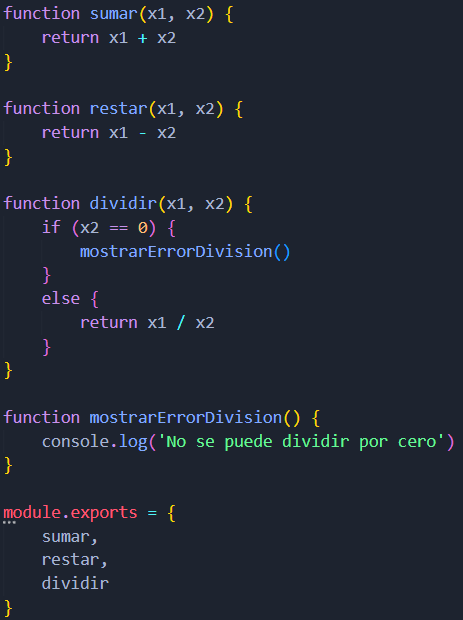 function sumar(x1, x2) {
    return x1 + x2
}

function restar(x1, x2) {
    return x1 - x2
}

function dividir(x1, x2) {
    if (x2 == 0) {
        mostrarErrorDivision()
    }
    else {
        return x1 / x2
    }
}

function mostrarErrorDivision() {
    console.log('No se puede dividir por cero')
}

module.exports = {
    sumar,
    restar,
    dividir
}